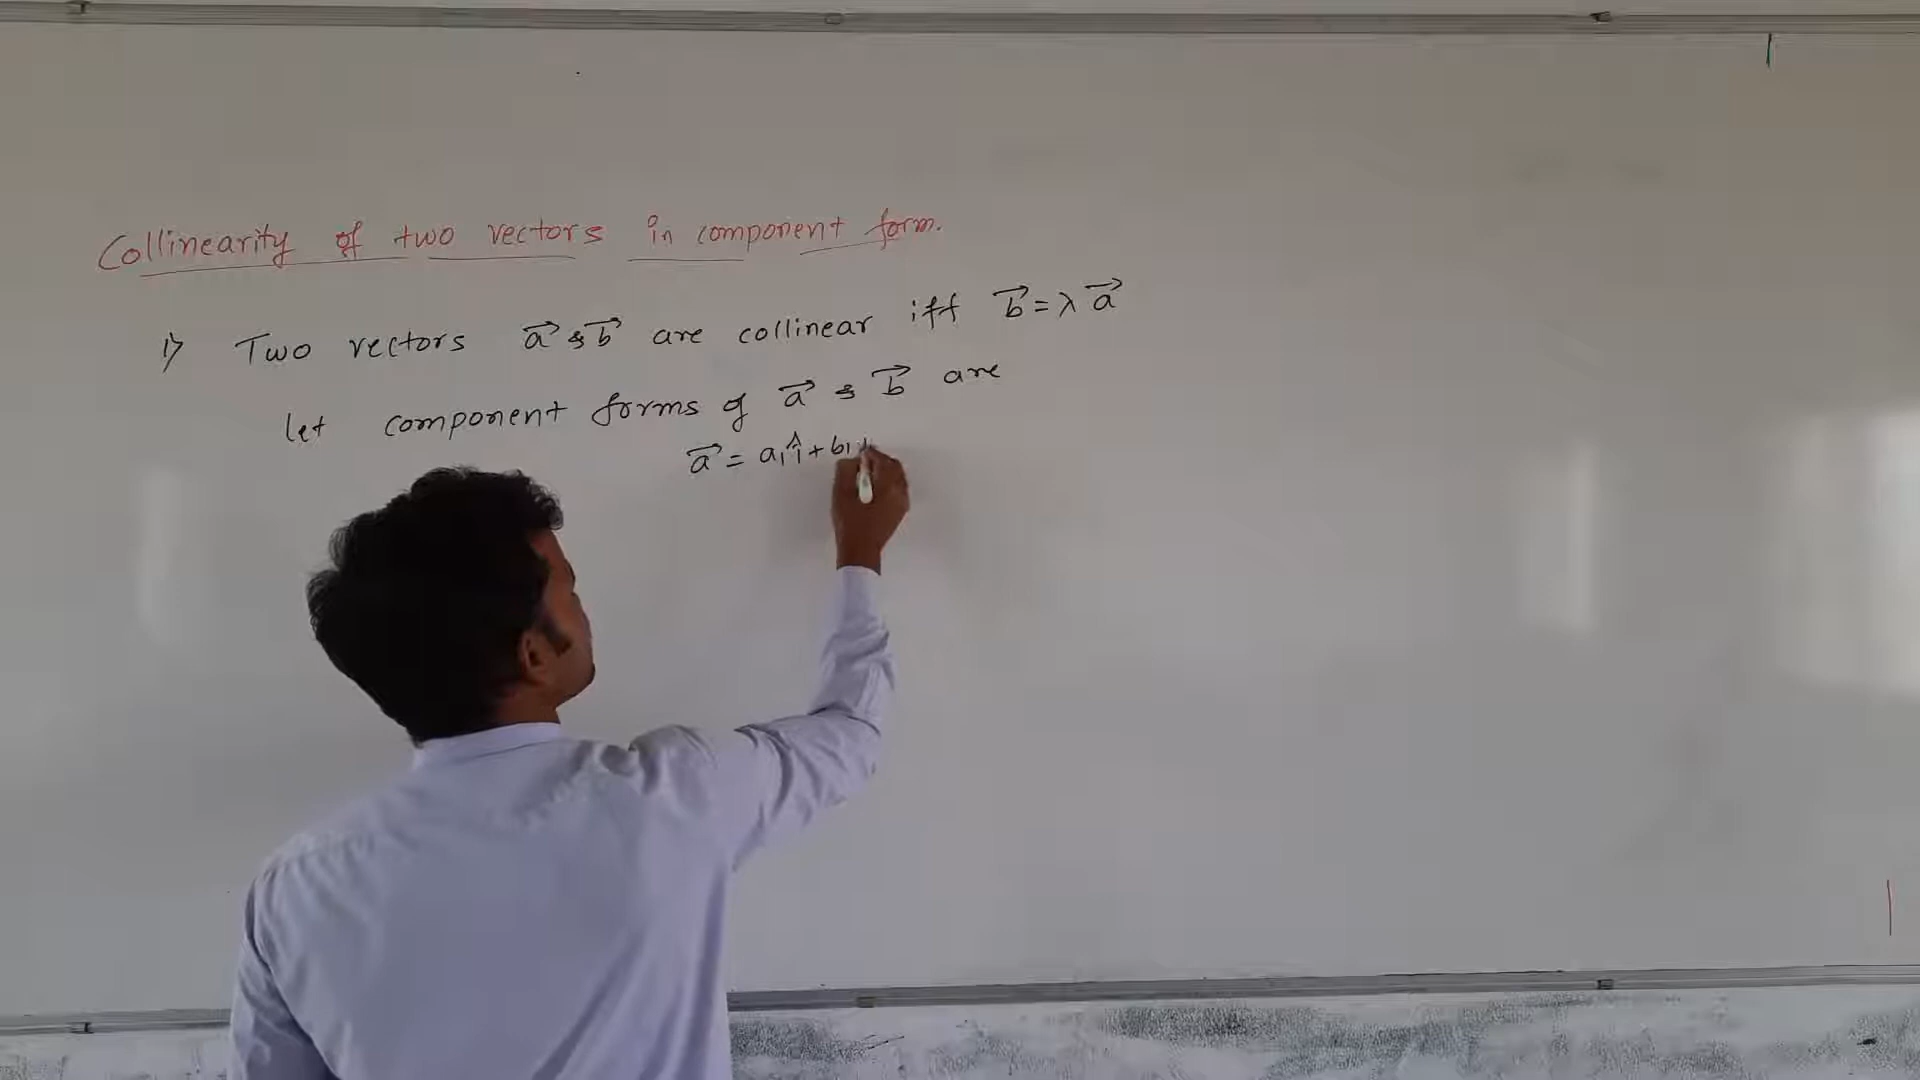 Collinearity of two vectors in component form.
1) Two vectors a⃗ & b⃗ are collinear iff b⃗ = λ a⃗
let component forms of a⃗ & b⃗ are
a⃗ = a₁î + b₁